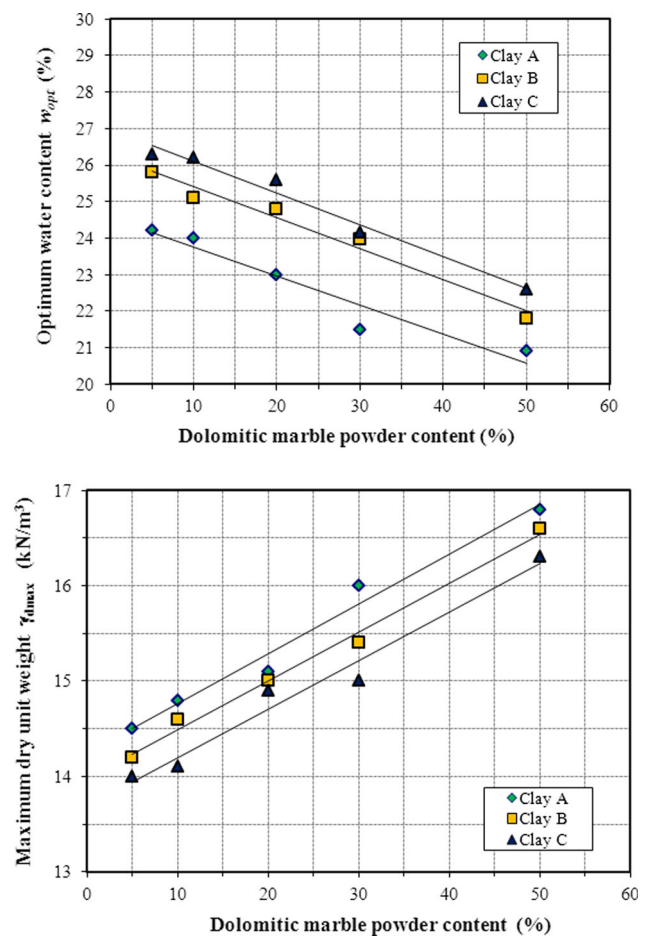 30
29
28
27
26
25
24
23
22
21
20
Optimum water content w_opt (%)
Clay A
Clay B
Clay C
0 10 20 30 40 50 60
Dolomitic marble powder content (%)
17
16
15
14
13
Maximum dry unit weight γdmax (kN/m³)
Clay A
Clay B
Clay C
0 10 20 30 40 50 60
Dolomitic marble powder content (%)